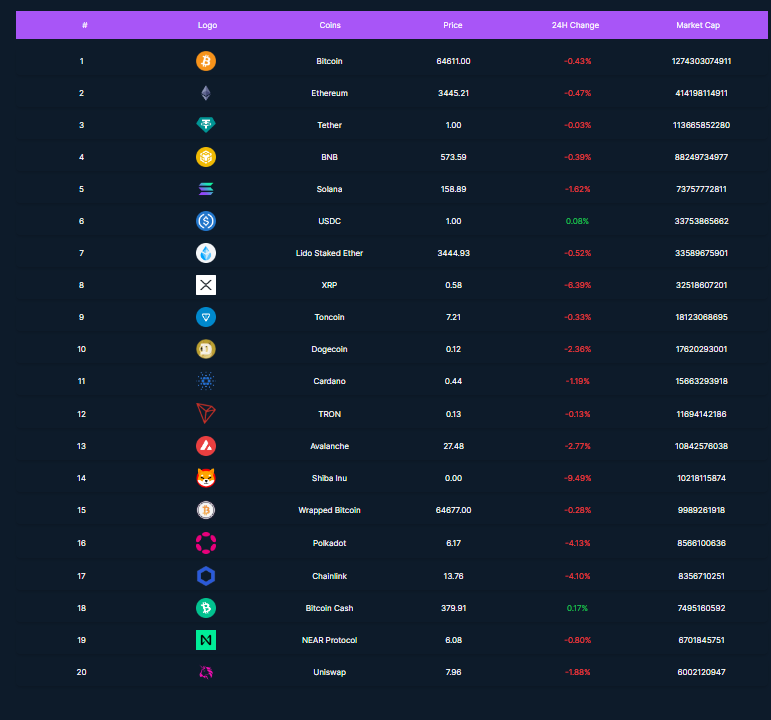 # Logo Coins Price 24H Change Market Cap
1 Bitcoin 64611.00 -0.43% 1274303074911
2 Ethereum 3445.21 -0.47% 414198114911
3 Tether 1.00 -0.03% 113665852280
4 BNB 573.59 -0.39% 88249734977
5 Solana 158.89 -1.62% 73757772811
6 USDC 1.00 0.08% 33753865662
7 Lido Staked Ether 3444.93 -0.52% 33589675901
8 XRP 0.58 -6.39% 32518607201
9 Toncoin 7.21 -0.33% 18123068695
10 Dogecoin 0.12 -2.36% 17620293001
11 Cardano 0.44 -1.19% 15663293918
12 TRON 0.13 -0.13% 11694142186
13 Avalanche 27.48 -2.77% 10842576038
14 Shiba Inu 0.00 -9.49% 10218115874
15 Wrapped Bitcoin 64677.00 -0.28% 9989261918
16 Polkadot 6.17 -4.13% 8566100636
17 Chainlink 13.76 -4.10% 8356710251
18 Bitcoin Cash 379.91 0.17% 7495160592
19 NEAR Protocol 6.08 -0.80% 6701845751
20 Uniswap 7.96 -1.88% 6002120947